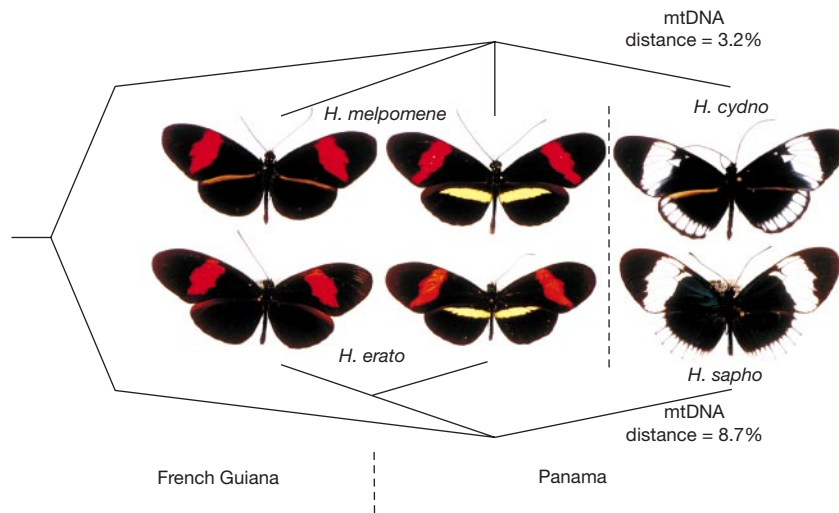 mtDNA
distance = 3.2%
H. melpomene
H. cydno
H. erato
H. sapho
mtDNA
distance = 8.7%
French Guiana
Panama